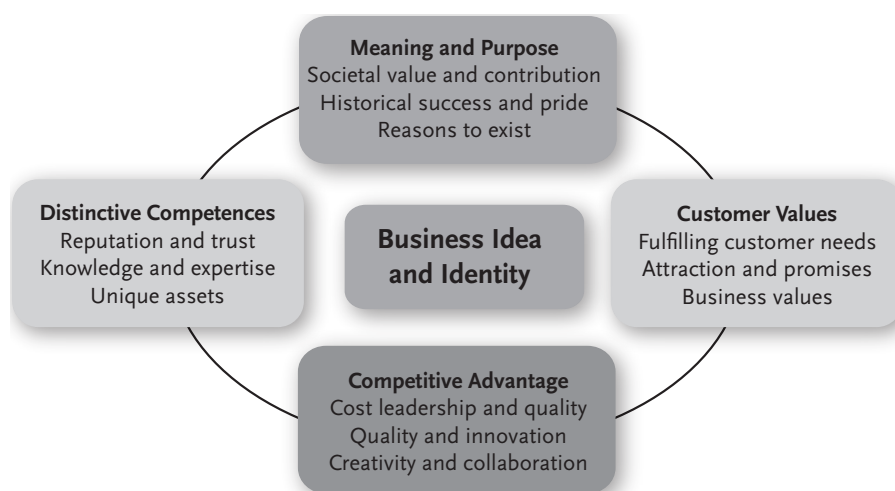 Meaning and Purpose
Societal value and contribution
Historical success and pride
Reasons to exist
Distinctive Competences
Reputation and trust
Knowledge and expertise
Unique assets
Business Idea
and Identity
Customer Values
Fulfilling customer needs
Attraction and promises
Business values
Competitive Advantage
Cost leadership and quality
Quality and innovation
Creativity and collaboration